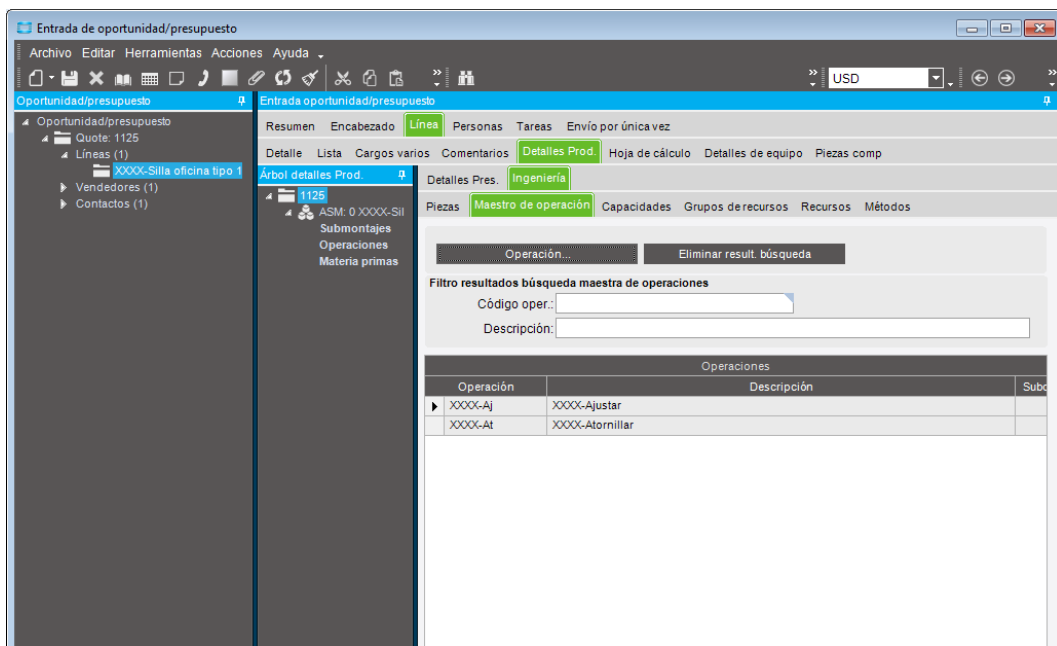 Entrada de oportunidad/presupuesto
Archivo Editar Herramientas Acciones Ayuda
USD
Oportunidad/presupuesto
Oportunidad/presupuesto
Quote: 1125
Líneas (1)
XXXX-Silla oficina tipo 1
Vendedores (1)
Contactos (1)
Entrada oportunidad/presupuesto
Resumen Encabezado Línea Personas Tareas Envío por única vez
Detalle Lista Cargos varios Comentarios Detalles Prod. Hoja de cálculo Detalles de equipo Piezas comp
Árbol detalles Prod.
1125
ASM: 0 XXXX-Sil
Submontajes
Operaciones
Materia primas
Detalles Pres. Ingeniería
Piezas Maestro de operación Capacidades Grupos de recursos Recursos Métodos
Operación... Eliminar result. búsqueda
Filtro resultados búsqueda maestra de operaciones
Código oper.:
Descripción:
Operaciones
Operación Descripción Subc
XXXX-Aj XXXX-Ajustar
XXXX-At XXXX-Atornillar